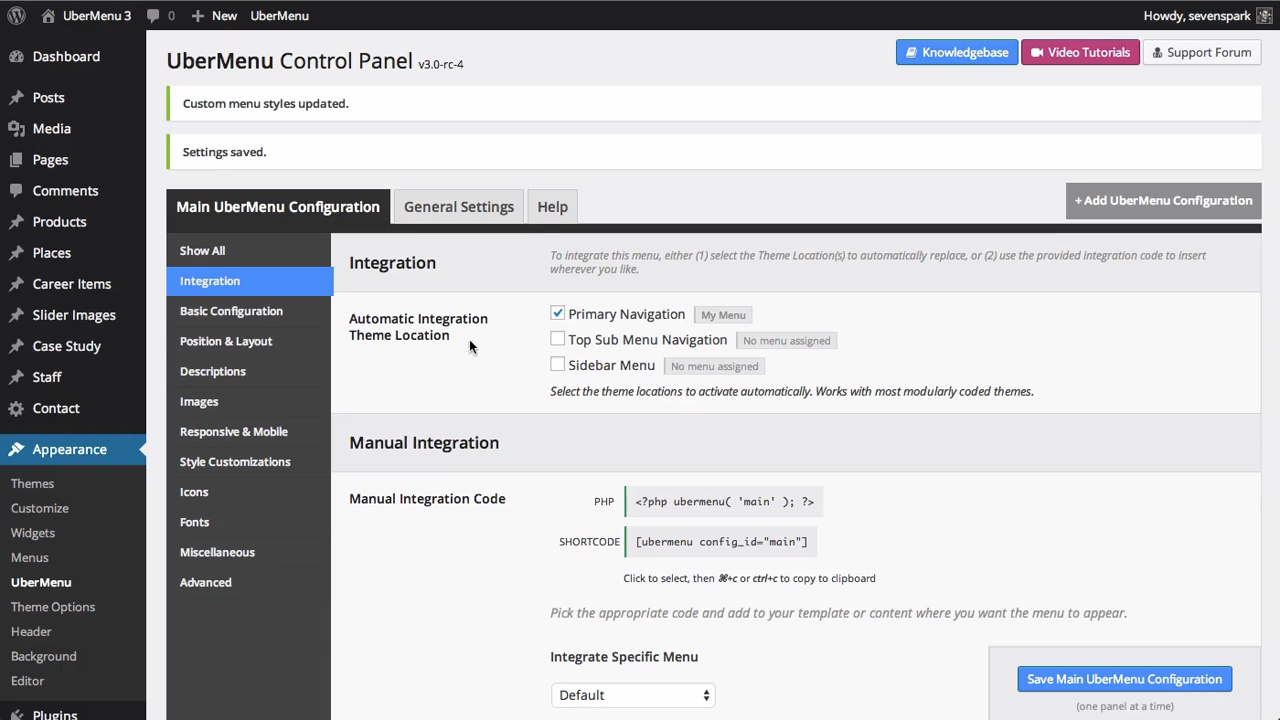 UberMenu 3
0
New
UberMenu
Howdy, sevenspark
Dashboard
Posts
Media
Pages
Comments
Products
Places
Career Items
Slider Images
Case Study
Staff
Contact
Appearance
Themes
Customize
Widgets
Menus
UberMenu
Theme Options
Header
Background
Editor
Plugins
UberMenu Control Panel v3.0-rc-4
Knowledgebase
Video Tutorials
Support Forum
Custom menu styles updated.
Settings saved.
Main UberMenu Configuration
General Settings
Help
+ Add UberMenu Configuration
Show All
Integration
Basic Configuration
Position & Layout
Descriptions
Images
Responsive & Mobile
Style Customizations
Icons
Fonts
Miscellaneous
Advanced
Integration
To integrate this menu, either (1) select the Theme Location(s) to automatically replace, or (2) use the provided integration code to insert
wherever you like.
Automatic Integration
Theme Location
Primary Navigation My Menu
Top Sub Menu Navigation No menu assigned
Sidebar Menu No menu assigned
Select the theme locations to activate automatically. Works with most modularly coded themes.
Manual Integration
Manual Integration Code
PHP <?php ubermenu( 'main' ); ?>
SHORTCODE [ubermenu config_id="main"]
Click to select, then ⌘+c or ctrl+c to copy to clipboard
Pick the appropriate code and add to your template or content where you want the menu to appear.
Integrate Specific Menu
Default
Save Main UberMenu Configuration
(one panel at a time)